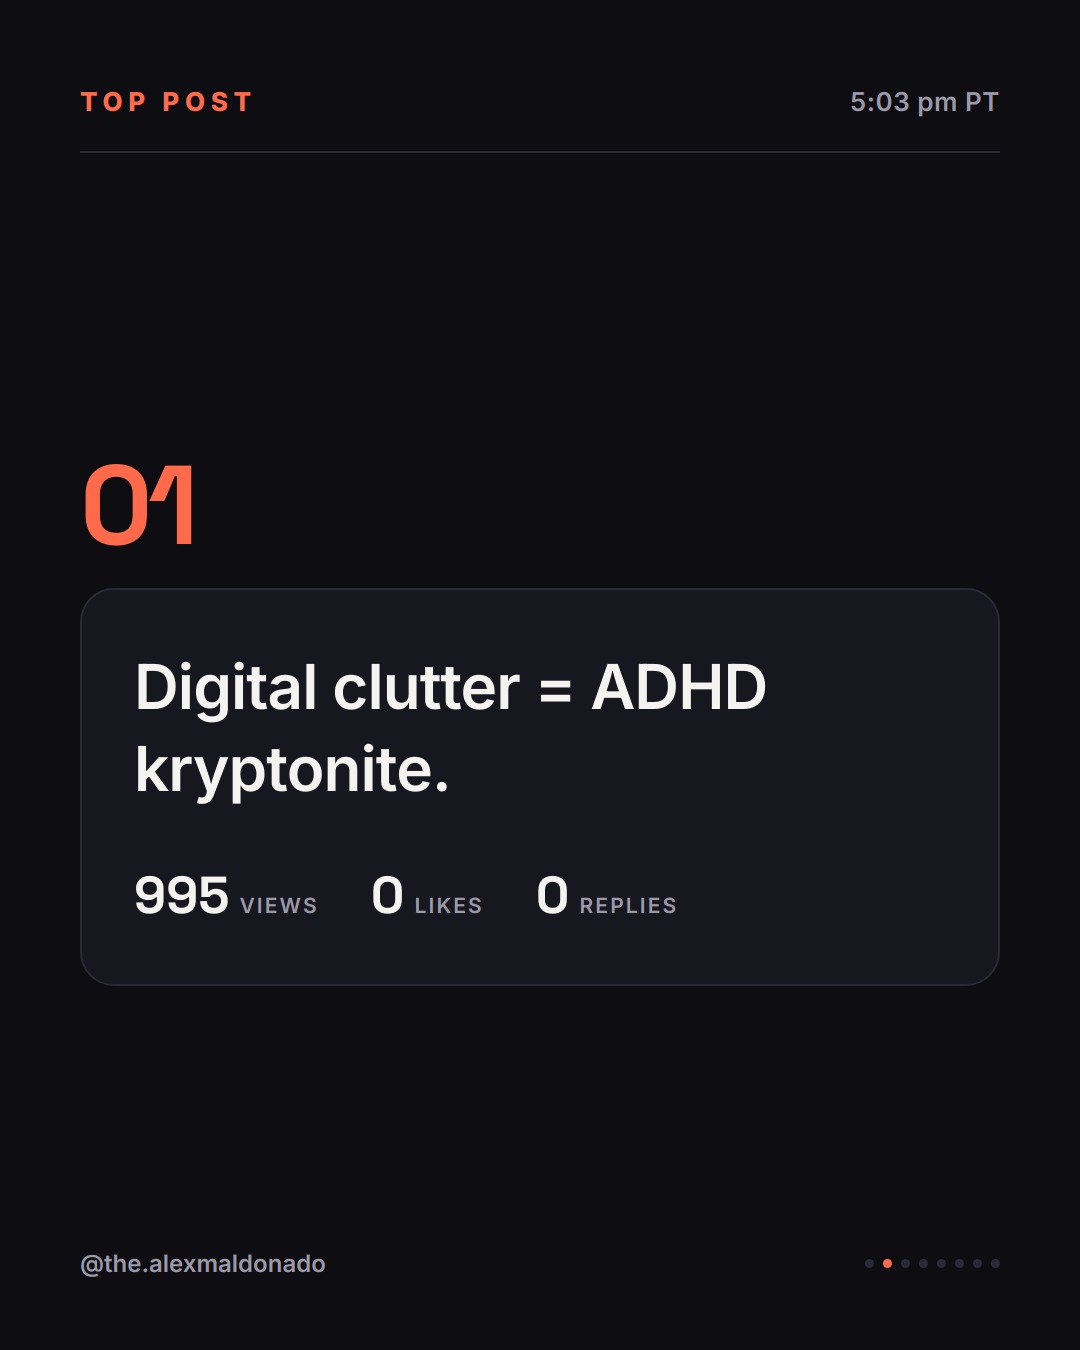 TOP POST
5:03 pm PT
01
Digital clutter = ADHD
kryptonite.
995 VIEWS 0 LIKES 0 REPLIES
@the.alexmaldonado